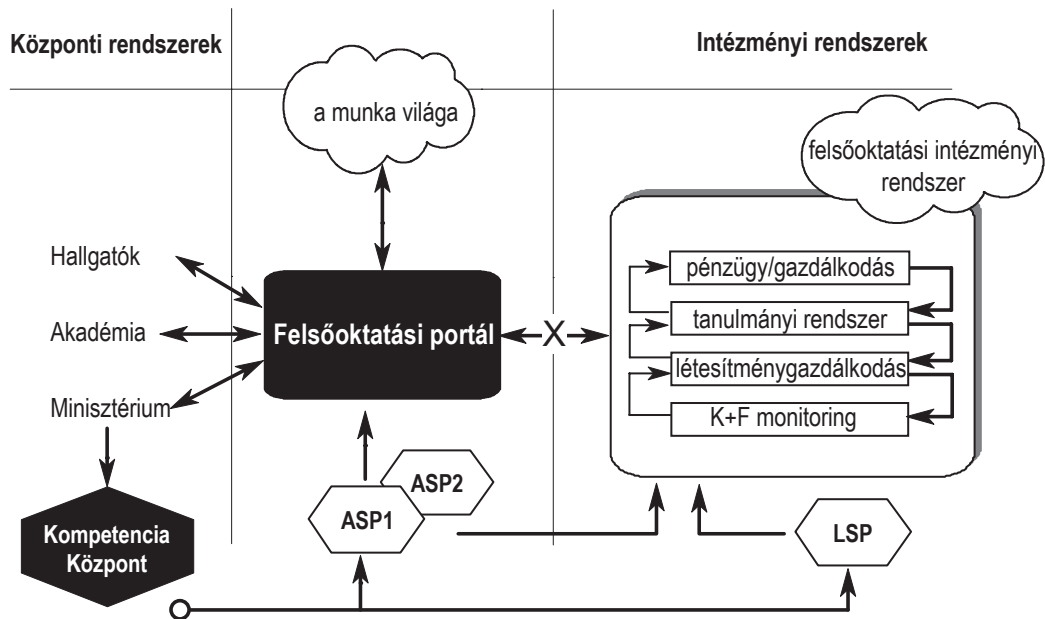 Központi rendszerek
Intézményi rendszerek
a munka világa
felsőoktatási intézményi
rendszer
Hallgatók
Akadémia
Minisztérium
Felsőoktatási portál
X
pénzügy/gazdálkodás
tanulmányi rendszer
létesítménygazdálkodás
K+F monitoring
ASP2
ASP1
LSP
Kompetencia
Központ